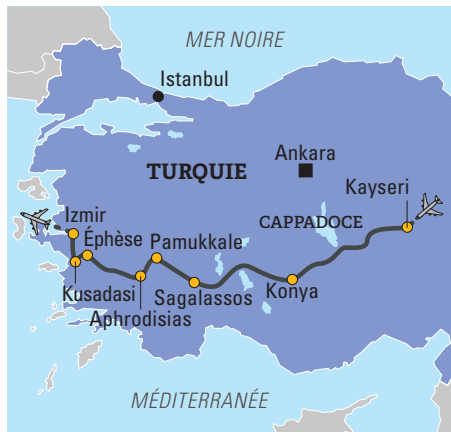 MER NOIRE
Istanbul
TURQUIE
Ankara
Kayseri
CAPPADOCE
Izmir
Éphèse
Pamukkale
Kusadasi
Sagalassos
Konya
Aphrodisias
MÉDITERRANÉE